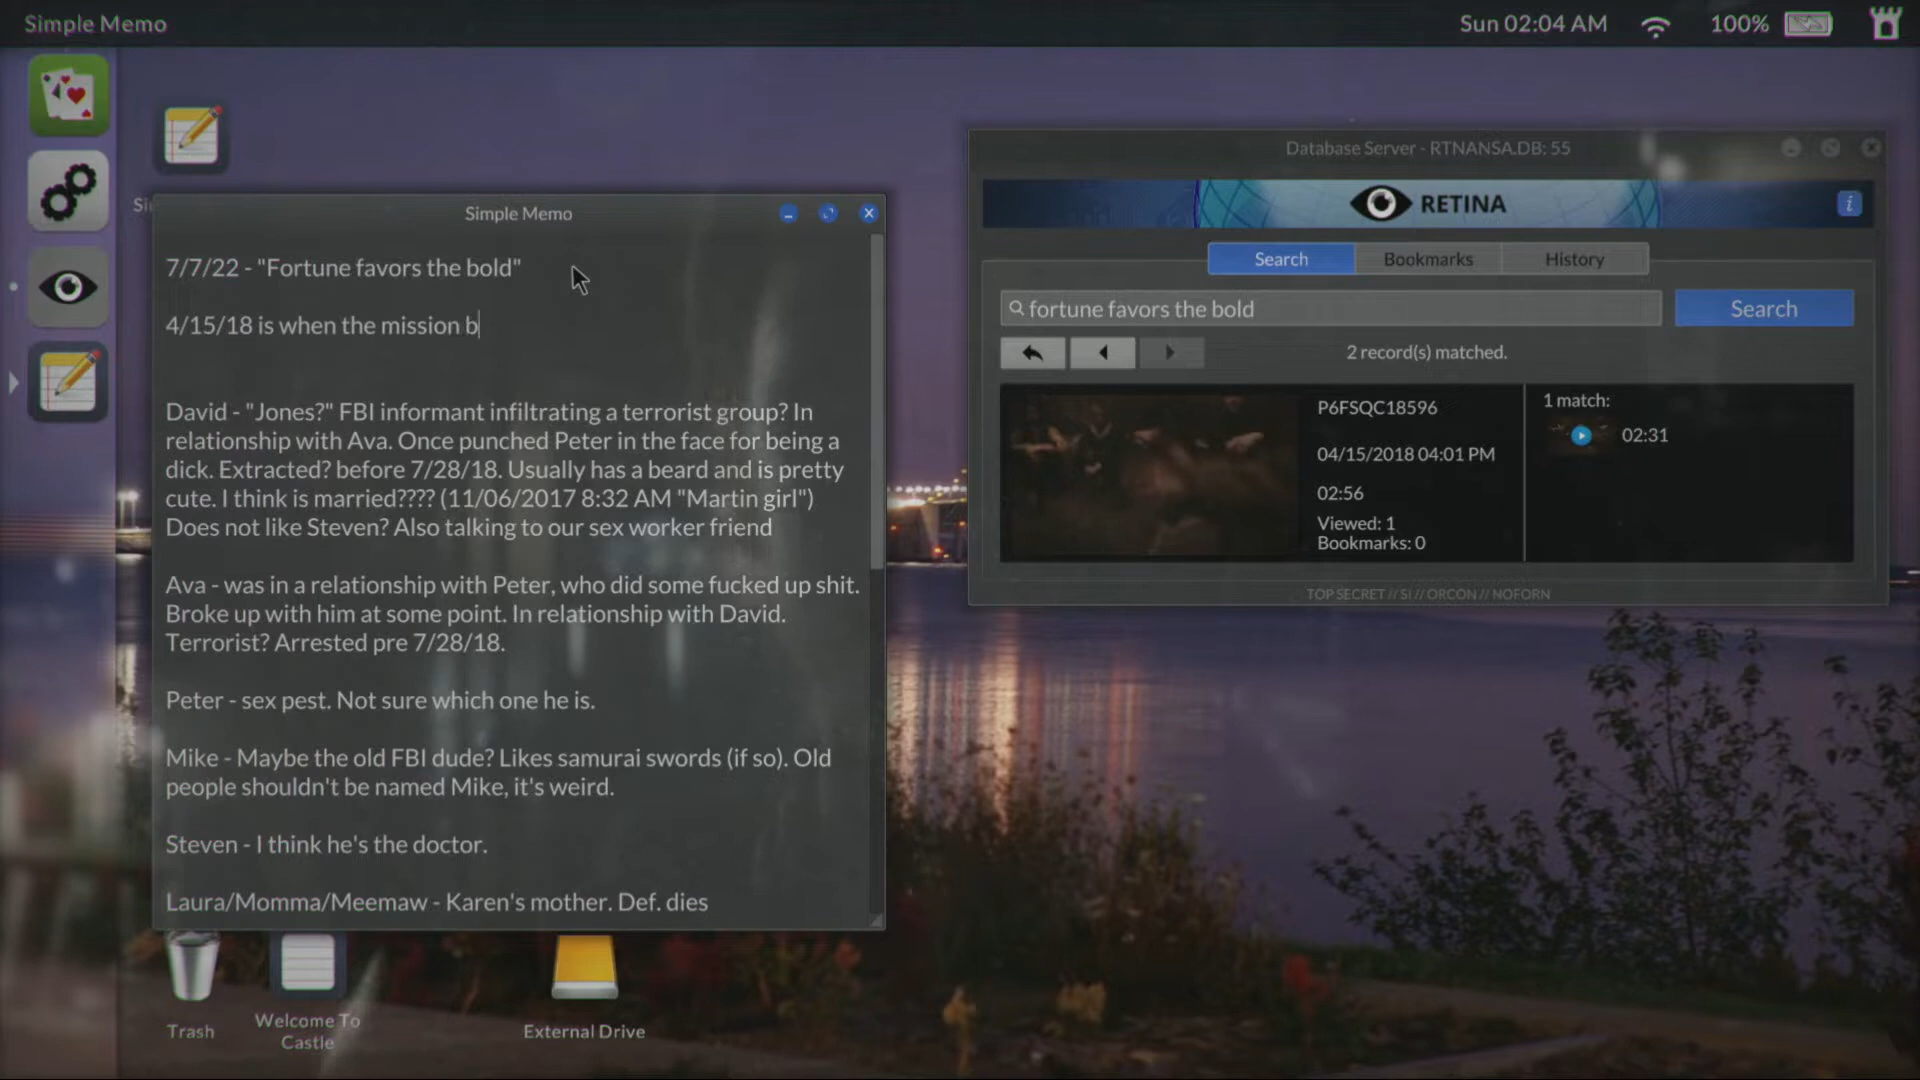 Simple Memo
Sun 02:04 AM
100%
Simple Memo
7/7/22 - "Fortune favors the bold"
4/15/18 is when the mission b
David - "Jones?" FBI informant infiltrating a terrorist group? In
relationship with Ava. Once punched Peter in the face for being a
dick. Extracted? before 7/28/18. Usually has a beard and is pretty
cute. I think is married???? (11/06/2017 8:32 AM "Martin girl")
Does not like Steven? Also talking to our sex worker friend
Ava - was in a relationship with Peter, who did some fucked up shit.
Broke up with him at some point. In relationship with David.
Terrorist? Arrested pre 7/28/18.
Peter - sex pest. Not sure which one he is.
Mike - Maybe the old FBI dude? Likes samurai swords (if so). Old
people shouldn't be named Mike, it's weird.
Steven - I think he's the doctor.
Laura/Momma/Meemaw - Karen's mother. Def. dies
Database Server - RTNANSA.DB: 55
RETINA
i
Search
Bookmarks
History
fortune favors the bold
Search
2 record(s) matched.
P6FSQC18596
04/15/2018 04:01 PM
02:56
Viewed: 1
Bookmarks: 0
1 match:
02:31
TOP SECRET // SI // ORCON // NOFORN
Si
Trash
Welcome To
Castle
External Drive